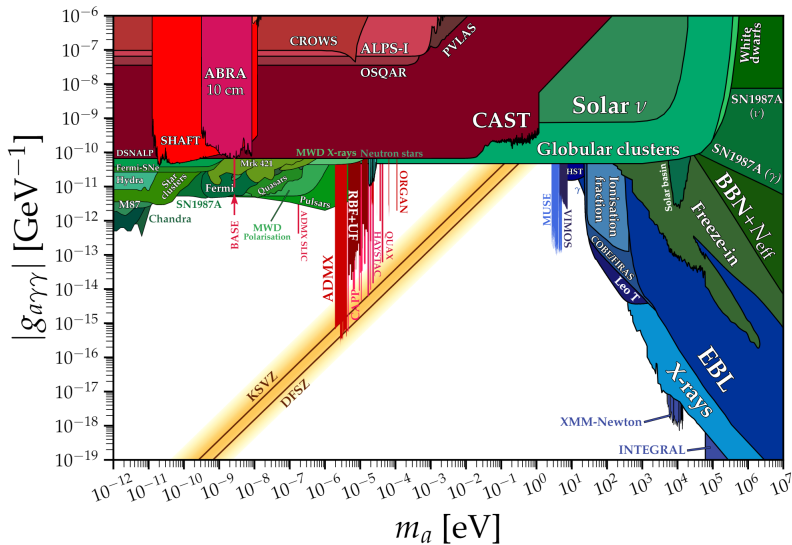 |g_{aγγ}| [GeV⁻¹]
10⁻⁶
10⁻⁷
10⁻⁸
10⁻⁹
10⁻¹⁰
10⁻¹¹
10⁻¹²
10⁻¹³
10⁻¹⁴
10⁻¹⁵
10⁻¹⁶
10⁻¹⁷
10⁻¹⁸
10⁻¹⁹
CROWS
ALPS-I
PVLAS
OSQAR
ABRA
10 cm
SHAFT
CAST
Solar ν
Globular clusters
White
dwarfs
SN1987A
(ν)
SN1987A (γ)
DSNALP
Fermi-SNe
Hydra
M87
Chandra
Star
clusters
SN1987A
Fermi
Mrk 421
Quasars
Pulsars
MWD X-rays
Neutron stars
MWD
Polarisation
BASE
ADMX SLIC
ADMX
RBF+UF
CAPP
HAYSTAC
QUAX
ORGAN
KSVZ
DFSZ
MUSE
VIMOS
HST
γ
Ionisation
fraction
COBE/FIRAS
Leo T
Solar basin
Freeze-in
BBN+N_{eff}
EBL
X-rays
XMM-Newton
INTEGRAL
10⁻¹²
10⁻¹¹
10⁻¹⁰
10⁻⁹
10⁻⁸
10⁻⁷
10⁻⁶
10⁻⁵
10⁻⁴
10⁻³
10⁻²
10⁻¹
10⁰
10¹
10²
10³
10⁴
10⁵
10⁶
10⁷
m_a [eV]